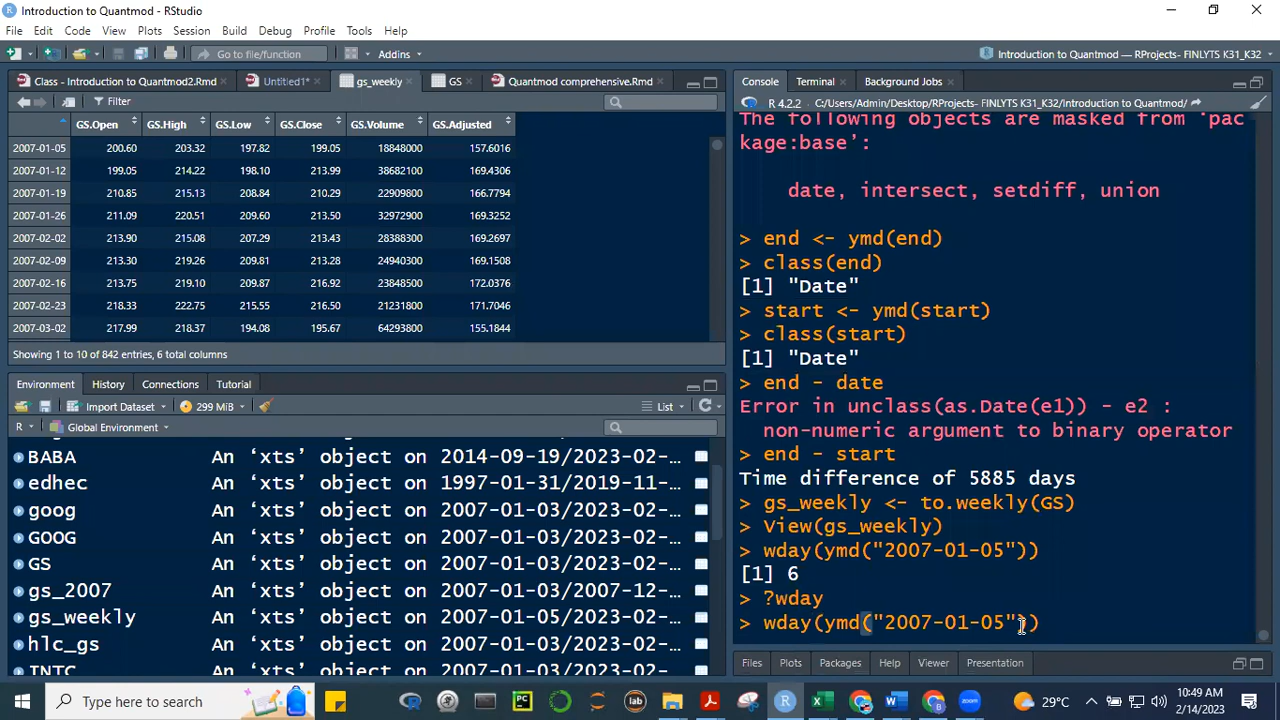 Introduction to Quantmod - RStudio
File Edit Code View Plots Session Build Debug Profile Tools Help
Go to file/function Addins Introduction to Quantmod — RProjects- FINLYTS K31_K32
Class - Introduction to Quantmod2.Rmd Untitled1* gs_weekly GS Quantmod comprehensive.Rmd
Filter
GS.Open GS.High GS.Low GS.Close GS.Volume GS.Adjusted
2007-01-05 200.60 203.32 197.82 199.05 18848000 157.6016
2007-01-12 199.05 214.22 198.10 213.99 38682100 169.4306
2007-01-19 210.85 215.13 208.84 210.29 22909800 166.7794
2007-01-26 211.09 220.51 209.60 213.50 32972900 169.3252
2007-02-02 213.90 215.08 207.29 213.43 28388300 169.2697
2007-02-09 213.30 219.26 209.81 213.28 24940300 169.1508
2007-02-16 213.75 219.10 209.87 216.92 23848500 172.0376
2007-02-23 218.33 222.75 215.55 216.50 21231800 171.7046
2007-03-02 217.99 218.37 194.08 195.67 64293800 155.1844
Showing 1 to 10 of 842 entries, 6 total columns
Environment History Connections Tutorial
Import Dataset 299 MiB List
R Global Environment
BABA An ‘xts’ object on 2014-09-19/2023-02-…
edhec An ‘xts’ object on 1997-01-31/2019-11-…
goog An ‘xts’ object on 2007-01-03/2023-02-…
GOOG An ‘xts’ object on 2007-01-03/2023-02-…
GS An ‘xts’ object on 2007-01-03/2023-02-…
gs_2007 An ‘xts’ object on 2007-01-03/2007-12-…
gs_weekly An ‘xts’ object on 2007-01-05/2023-02-…
hlc_gs An ‘xts’ object on 2007-01-03/2023-02-…
INTC An ‘xts’ object on 2007-01-03/2023-02-…
Console Terminal Background Jobs
R 4.2.2 · C:/Users/Admin/Desktop/RProjects- FINLYTS K31_K32/Introduction to Quantmod/
The following objects are masked from ‘pac
kage:base’:
date, intersect, setdiff, union
> end <- ymd(end)
> class(end)
[1] "Date"
> start <- ymd(start)
> class(start)
[1] "Date"
> end - date
Error in unclass(as.Date(e1)) - e2 :
non-numeric argument to binary operator
> end - start
Time difference of 5885 days
> gs_weekly <- to.weekly(GS)
> View(gs_weekly)
> wday(ymd("2007-01-05"))
[1] 6
> ?wday
> wday(ymd("2007-01-05"))
Files Plots Packages Help Viewer Presentation
Type here to search
29°C
10:49 AM
2/14/2023